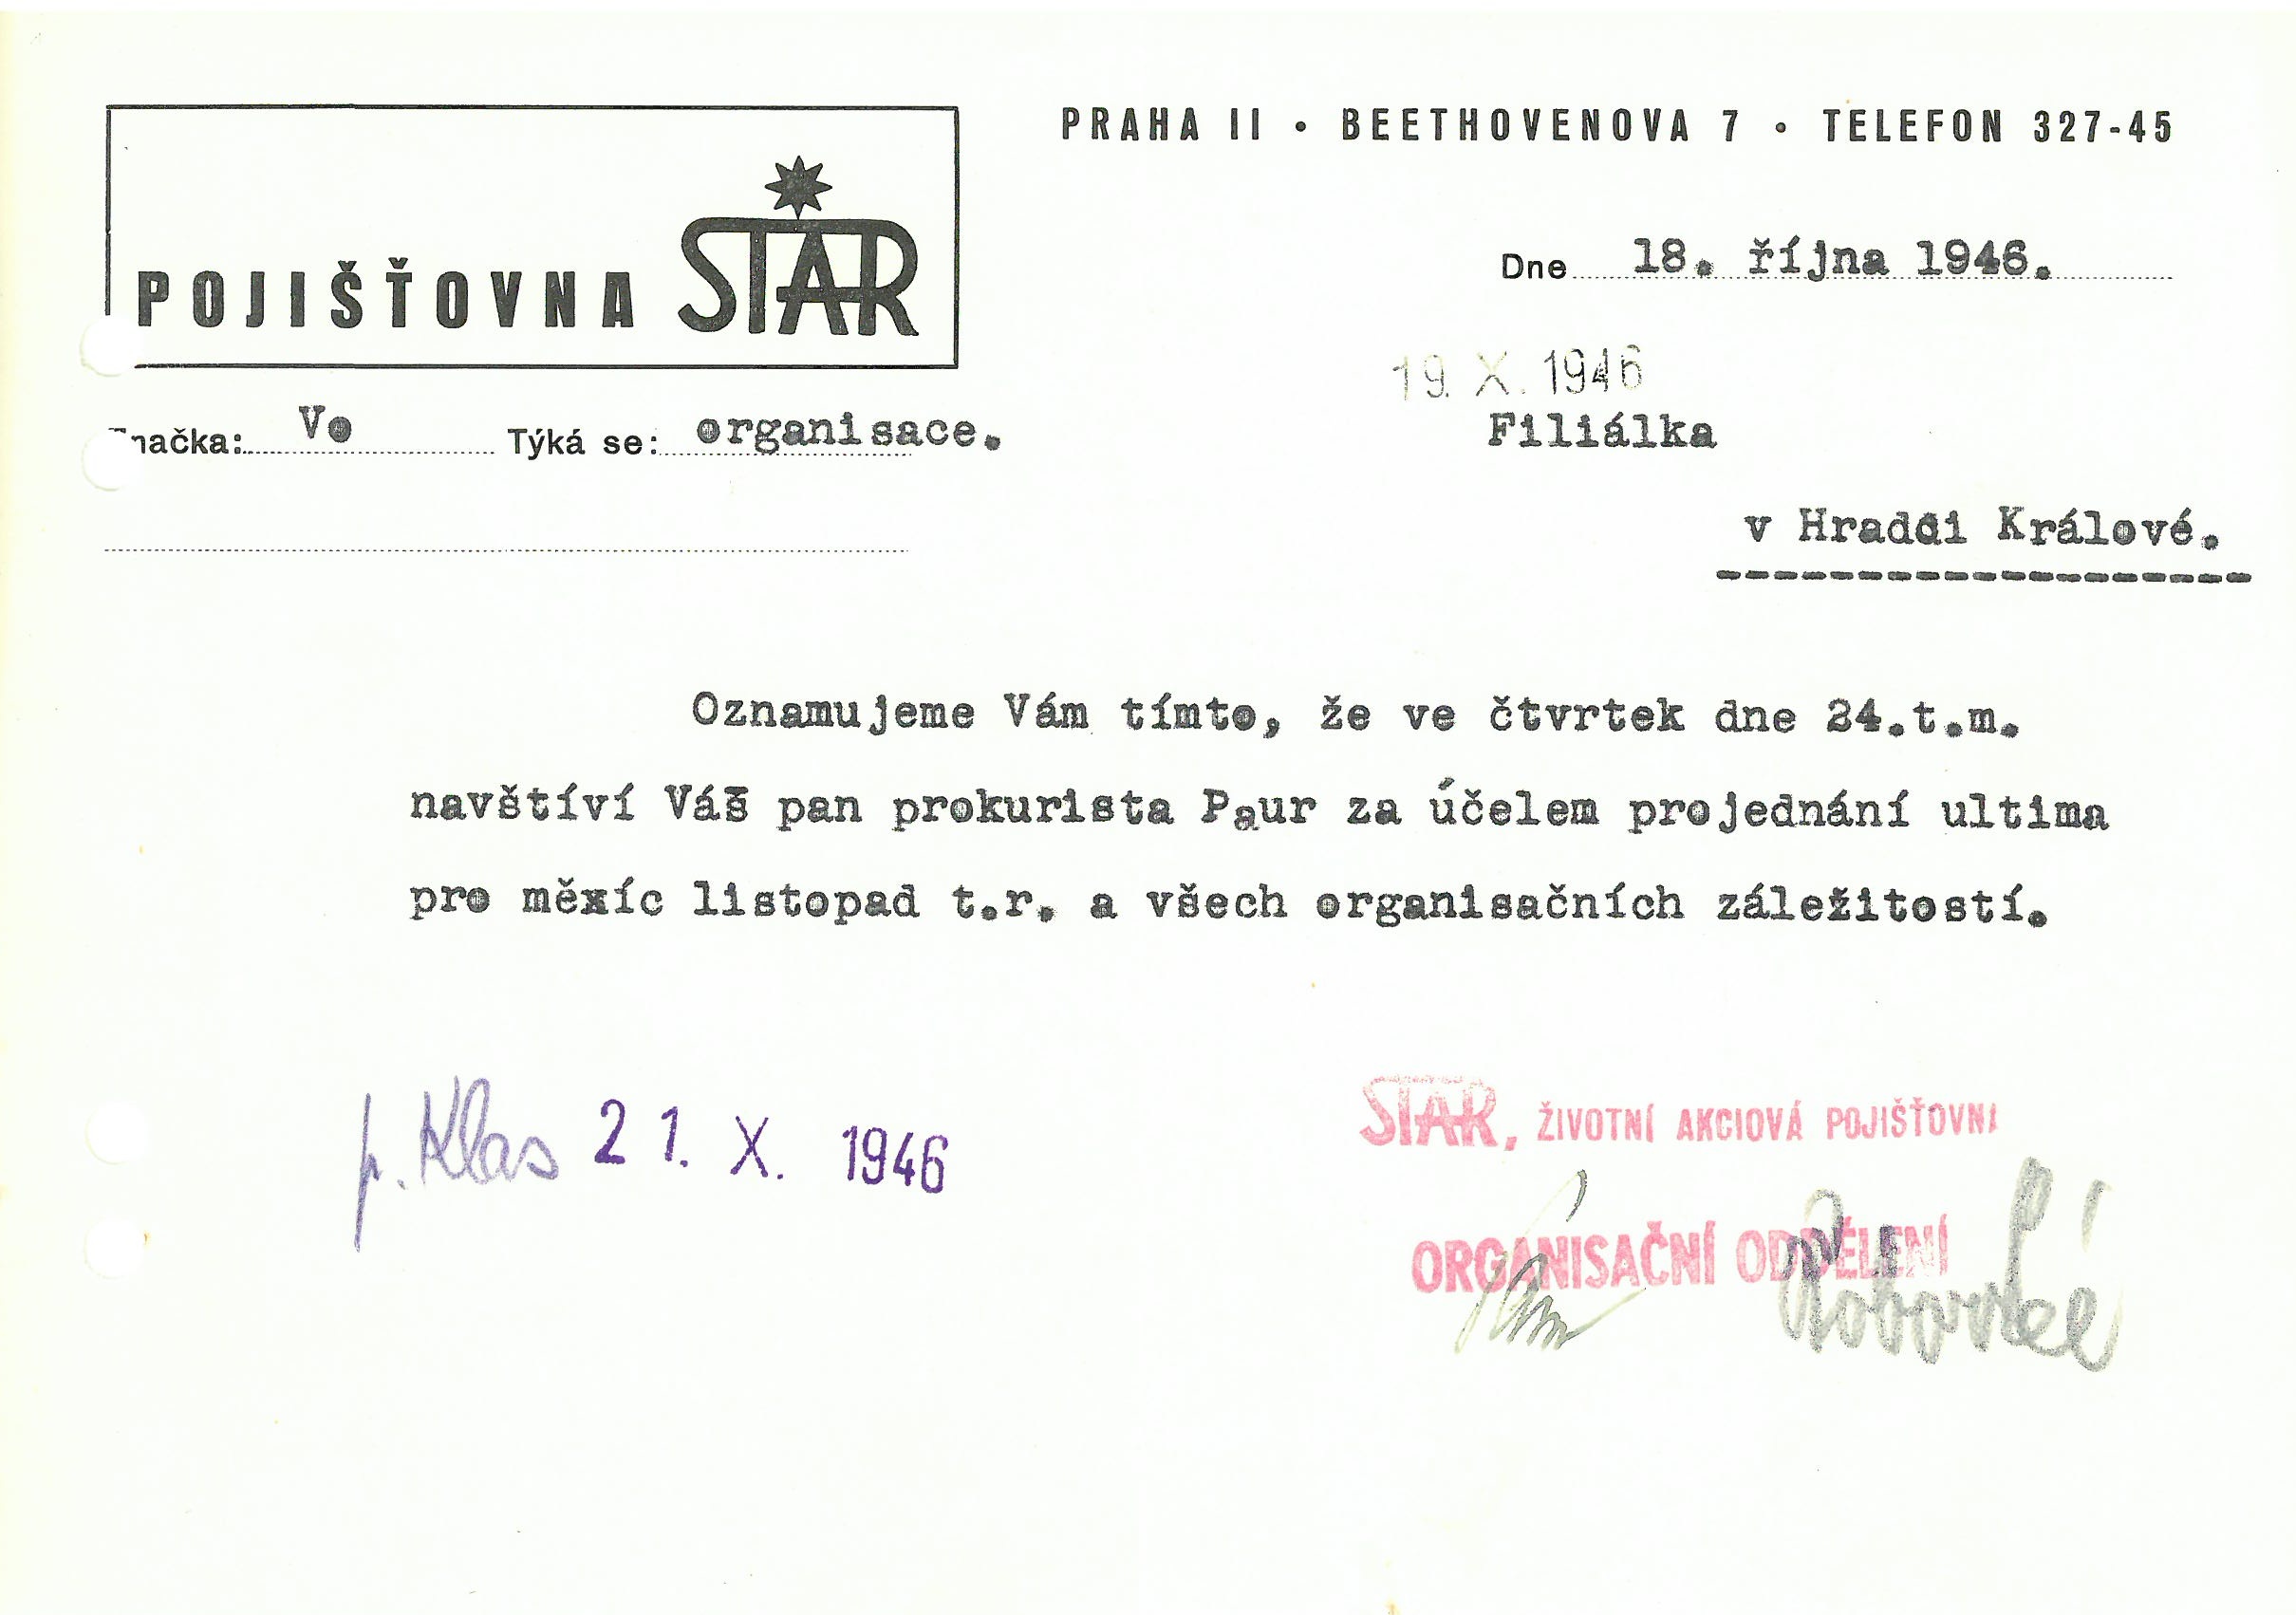 PRAHA II • BEETHOVENOVA 7 • TELEFON 327-45
POJIŠŤOVNA STAR
Dne 18. října 1946.
19. X. 1946
Značka: Vo Týká se: organisace.
Filiálka
v Hradci Králové.
Oznamujeme Vám tímto, že ve čtvrtek dne 24.t.m.
navštíví Váš pan prokurista Paur za účelem projednání ultima
pro měxíc listopad t.r. a všech organisačních záležitostí.
p. Klas 21. X. 1946
STAR, ŽIVOTNÍ AKCIOVÁ POJIŠŤOVNA
ORGANISAČNÍ ODDĚLENÍ